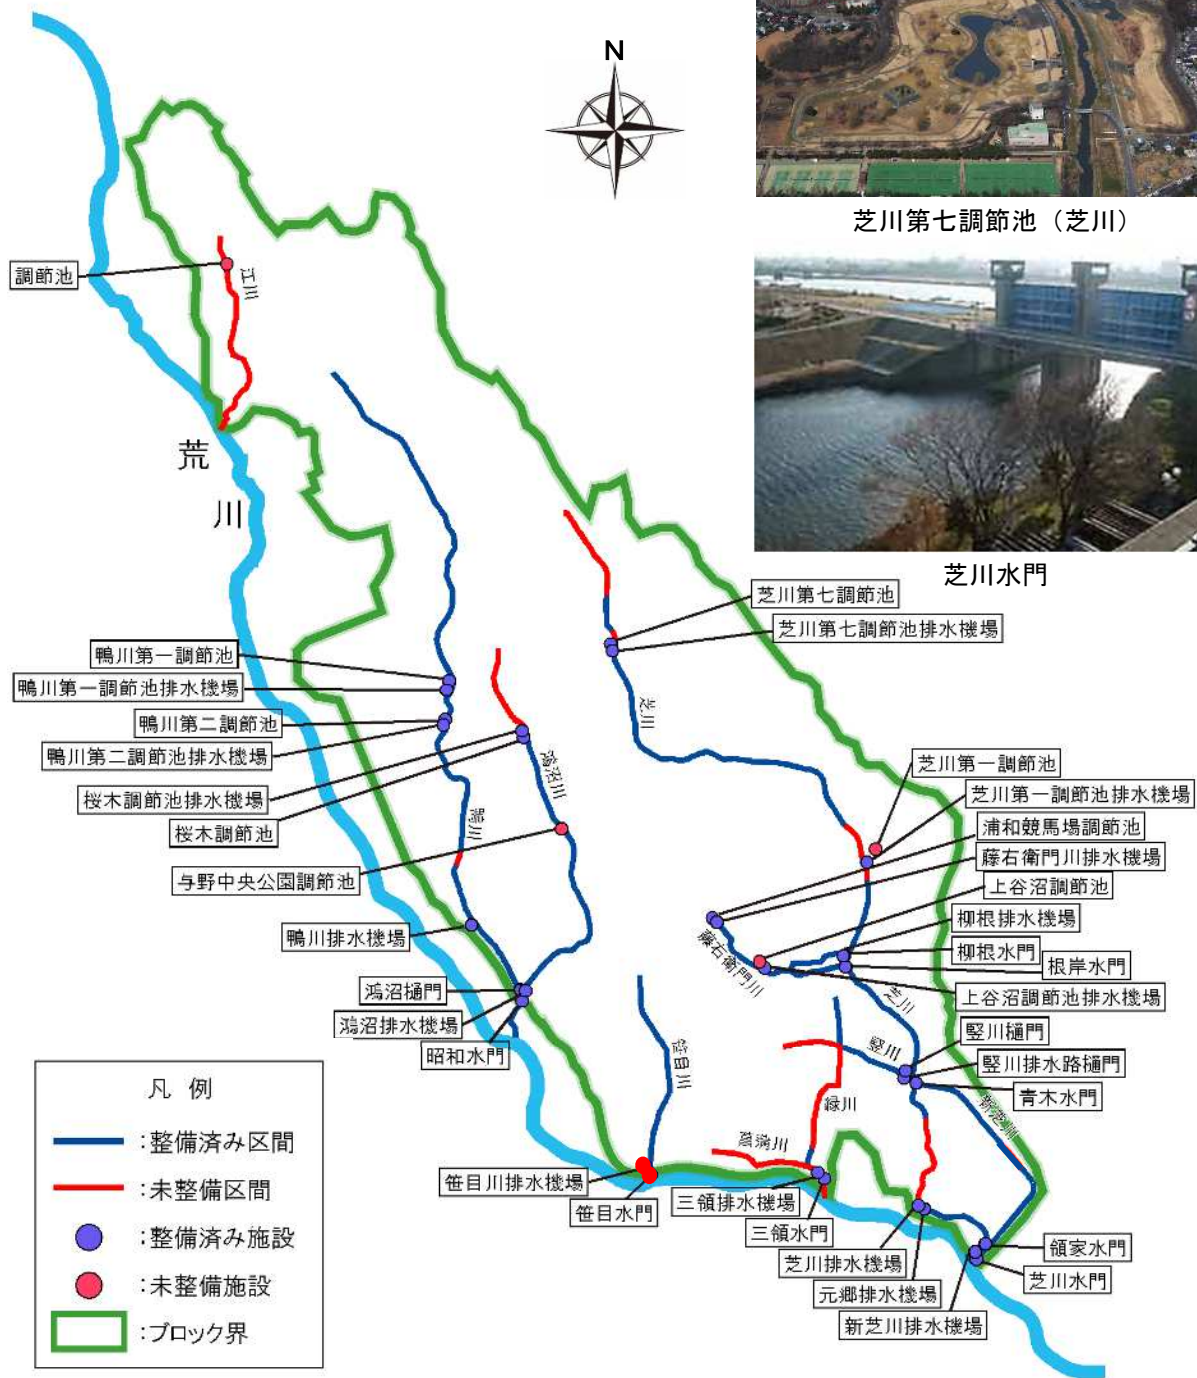 N
芝川第七調節池（芝川）
調節池
江川
荒
川
芝川水門
芝川第七調節池
芝川第七調節池排水機場
鴨川第一調節池
鴨川第一調節池排水機場
鴨川第二調節池
鴨川第二調節池排水機場
桜木調節池排水機場
桜木調節池
与野中央公園調節池
鴨川排水機場
鴻沼樋門
鴻沼排水機場
昭和水門
芝川
鴻沼川
鴨川
芝川第一調節池
芝川第一調節池排水機場
浦和競馬場調節池
藤右衛門川排水機場
上谷沼調節池
柳根排水機場
柳根水門
根岸水門
上谷沼調節池排水機場
藤右衛門川
芝川
竪川樋門
竪川排水路樋門
青木水門
竪川
新芝川
笹目川
緑川
笹目川排水機場
笹目水門
三領排水機場
三領水門
芝川排水機場
元郷排水機場
新芝川排水機場
領家水門
芝川水門
凡例
:整備済み区間
:未整備区間
:整備済み施設
:未整備施設
:ブロック界